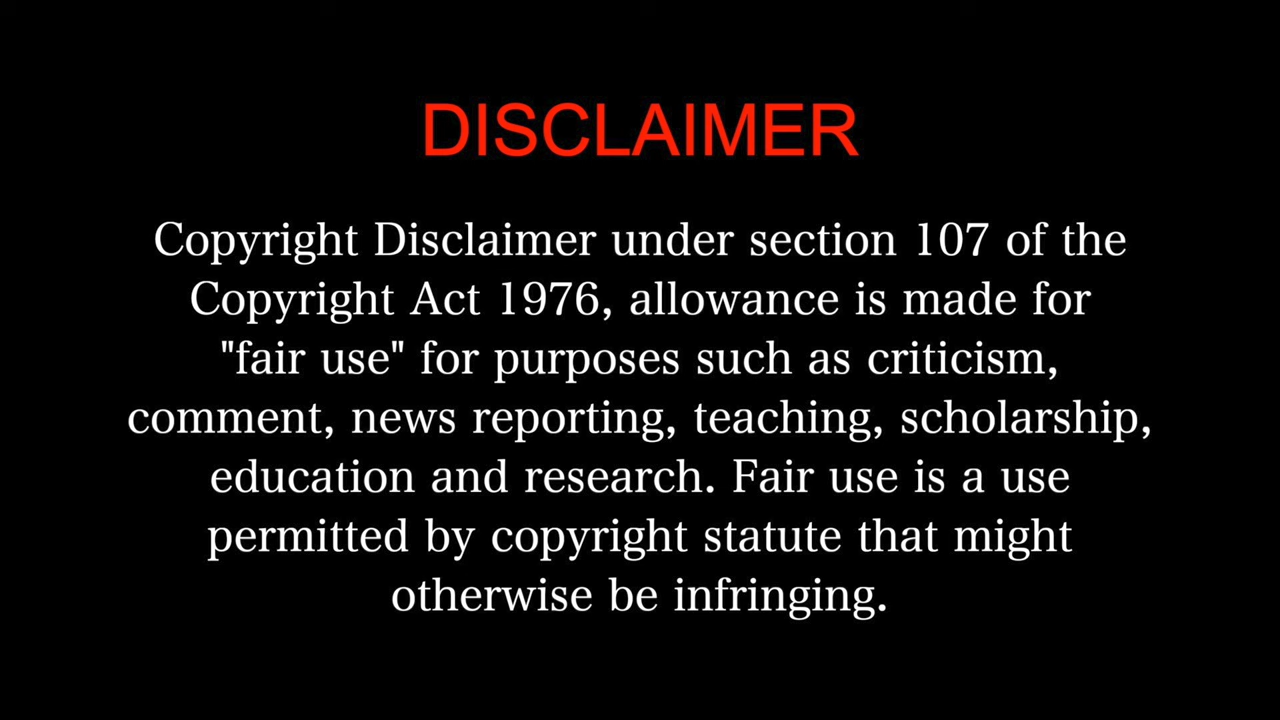 DISCLAIMER
Copyright Disclaimer under section 107 of the
Copyright Act 1976, allowance is made for
"fair use" for purposes such as criticism,
comment, news reporting, teaching, scholarship,
education and research. Fair use is a use
permitted by copyright statute that might
otherwise be infringing.